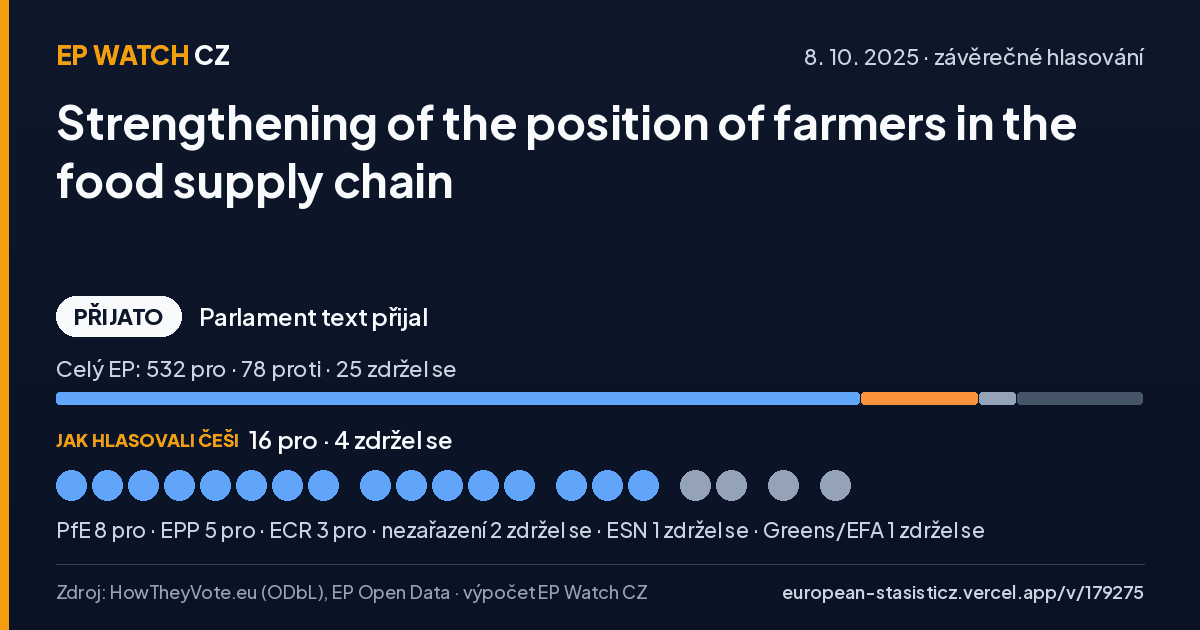 EP WATCH CZ
8. 10. 2025 · závěrečné hlasování
Strengthening of the position of farmers in the
food supply chain
PŘIJATO Parlament text přijal
Celý EP: 532 pro · 78 proti · 25 zdržel se
JAK HLASOVALI ČEŠI 16 pro · 4 zdržel se
PfE 8 pro · EPP 5 pro · ECR 3 pro · nezařazení 2 zdržel se · ESN 1 zdržel se · Greens/EFA 1 zdržel se
Zdroj: HowTheyVote.eu (ODbL), EP Open Data · výpočet EP Watch CZ
european-stasisticz.vercel.app/v/179275